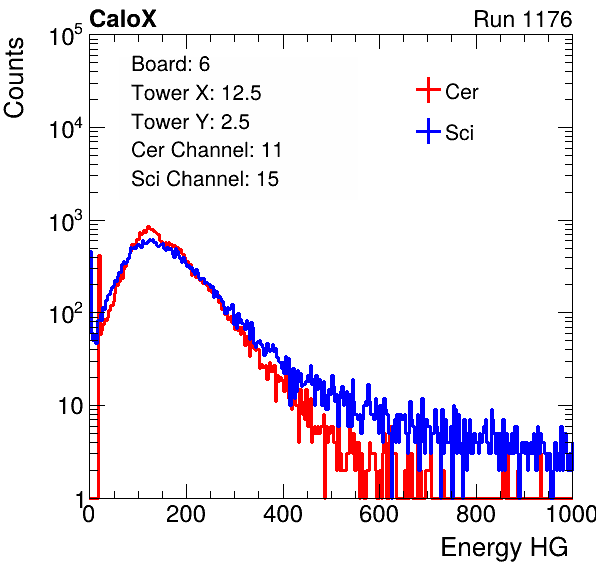 CaloX Run 1176
Counts
10^5
10^4
10^3
10^2
10
1
Board: 6
Tower X: 12.5
Tower Y: 2.5
Cer Channel: 11
Sci Channel: 15
Cer
Sci
0 200 400 600 800 1000
Energy HG